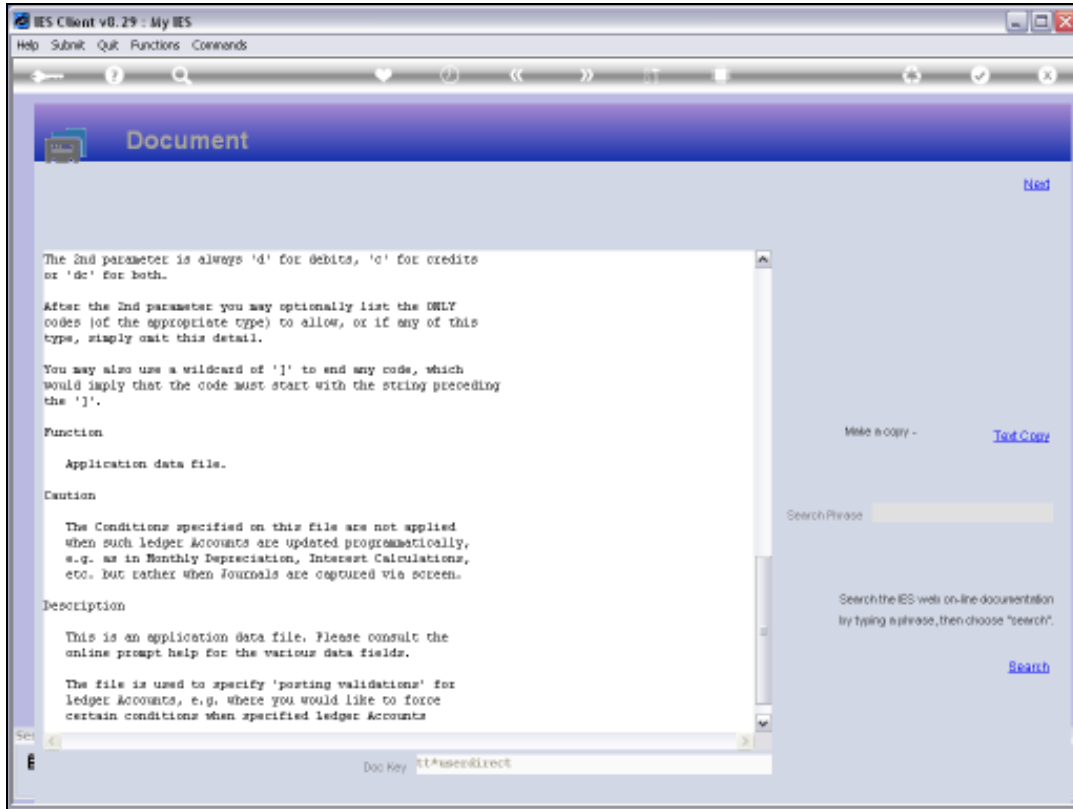 IES Client v8.29 : My IES
Help Submit Quit Functions Commands
Document
Next
The 2nd parameter is always 'd' for debits, 'c' for credits
or 'dc' for both.
After the 2nd parameter you may optionally list the ONLY
codes (of the appropriate type) to allow, or if any of this
type, simply omit this detail.
You may also use a wildcard of ']' to end any code, which
would imply that the code must start with the string preceding
the ']'.
Function
Application data file.
Caution
The Conditions specified on this file are not applied
when such Ledger Accounts are updated programmatically,
e.g. as in Monthly Depreciation, Interest Calculations,
etc. but rather when Journals are captured via screen.
Description
This is an application data file. Please consult the
online prompt help for the various data fields.
The file is used to specify 'posting validations' for
ledger Accounts, e.g. where you would like to force
certain conditions when specified ledger Accounts
Make a copy -
Text Copy
Search Phrase
Search the IES web on-line documentation
by typing a phrase, then choose "search".
Search
Ses
Doc Key tt*userdirect